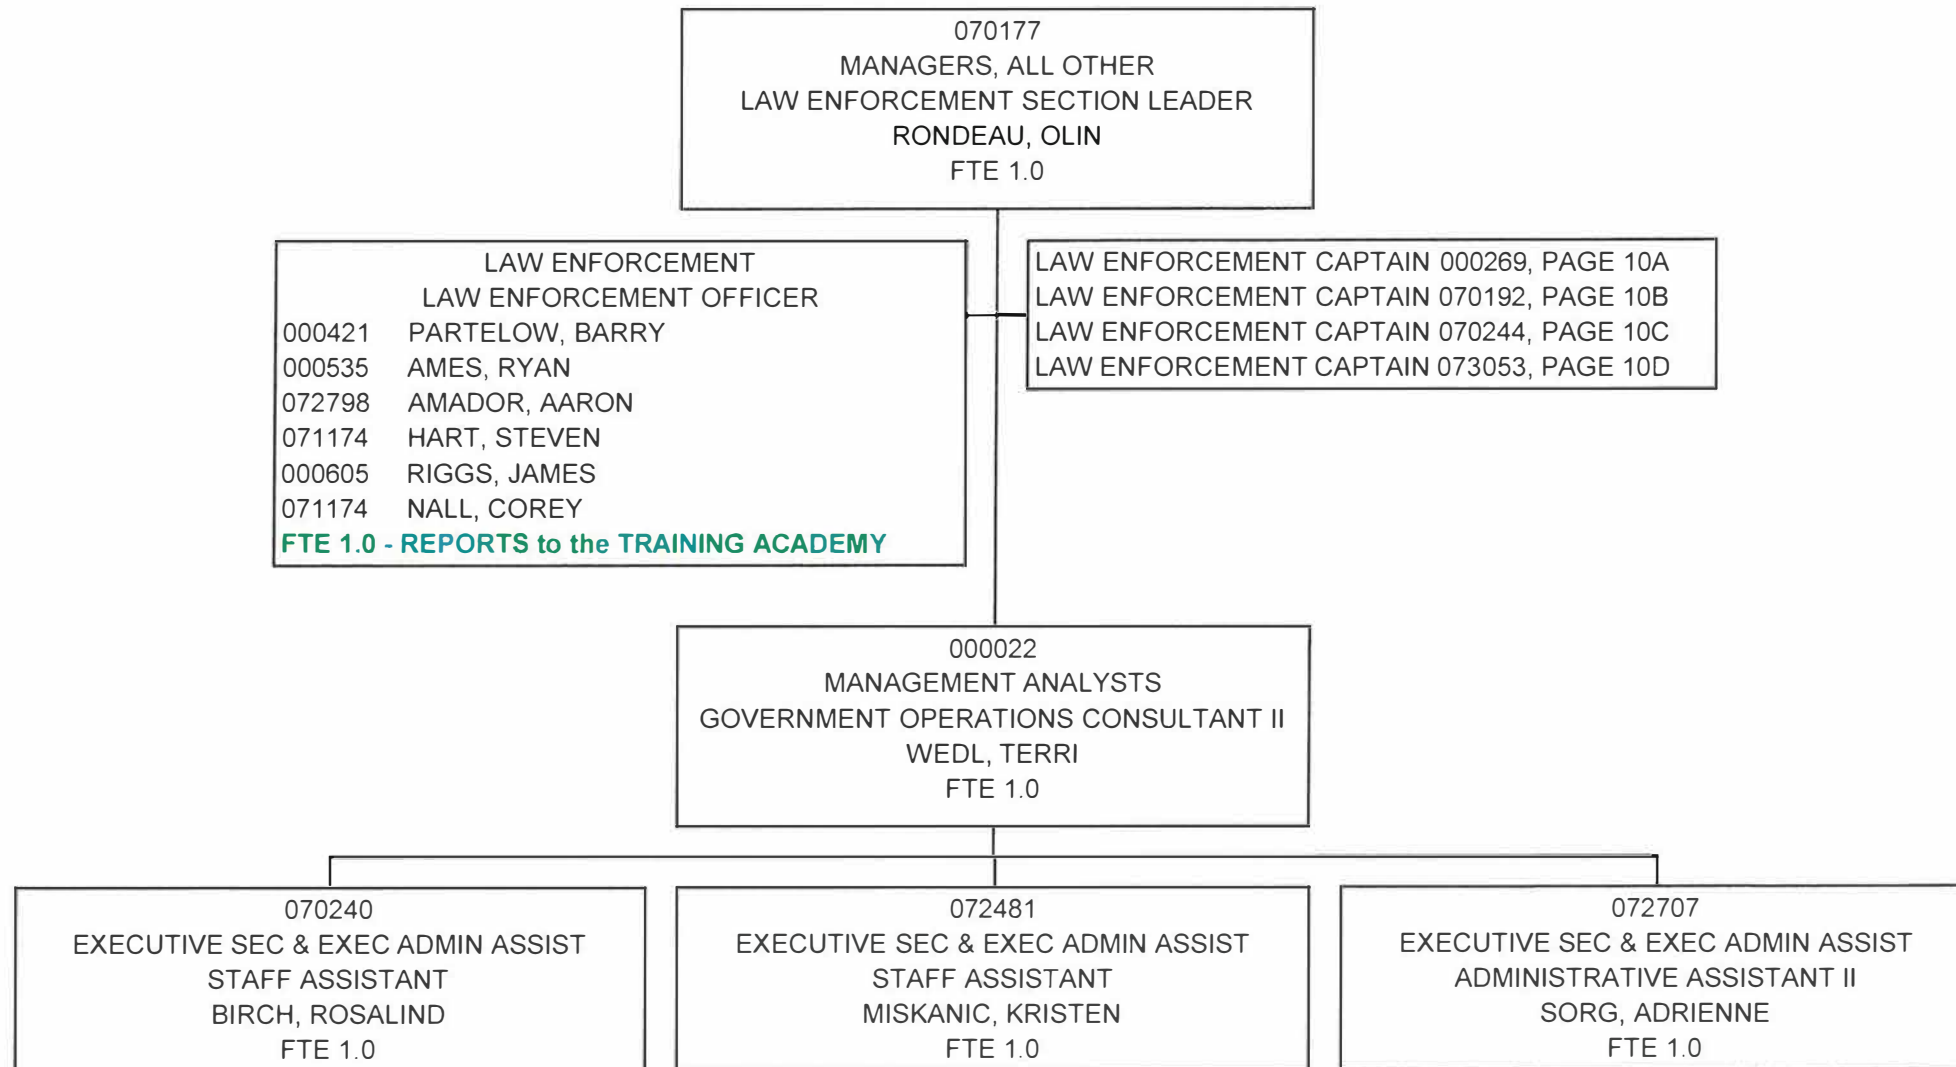 070177
MANAGERS, ALL OTHER
LAW ENFORCEMENT SECTION LEADER
RONDEAU, OLIN
FTE 1.0
LAW ENFORCEMENT
LAW ENFORCEMENT OFFICER
000421 PARTELOW, BARRY
000535 AMES, RYAN
072798 AMADOR, AARON
071174 HART, STEVEN
000605 RIGGS, JAMES
071174 NALL, COREY
FTE 1.0 - REPORTS to the TRAINING ACADEMY
LAW ENFORCEMENT CAPTAIN 000269, PAGE 10A
LAW ENFORCEMENT CAPTAIN 070192, PAGE 10B
LAW ENFORCEMENT CAPTAIN 070244, PAGE 10C
LAW ENFORCEMENT CAPTAIN 073053, PAGE 10D
000022
MANAGEMENT ANALYSTS
GOVERNMENT OPERATIONS CONSULTANT II
WEDL, TERRI
FTE 1.0
070240
EXECUTIVE SEC & EXEC ADMIN ASSIST
STAFF ASSISTANT
BIRCH, ROSALIND
FTE 1.0
072481
EXECUTIVE SEC & EXEC ADMIN ASSIST
STAFF ASSISTANT
MISKANIC, KRISTEN
FTE 1.0
072707
EXECUTIVE SEC & EXEC ADMIN ASSIST
ADMINISTRATIVE ASSISTANT II
SORG, ADRIENNE
FTE 1.0